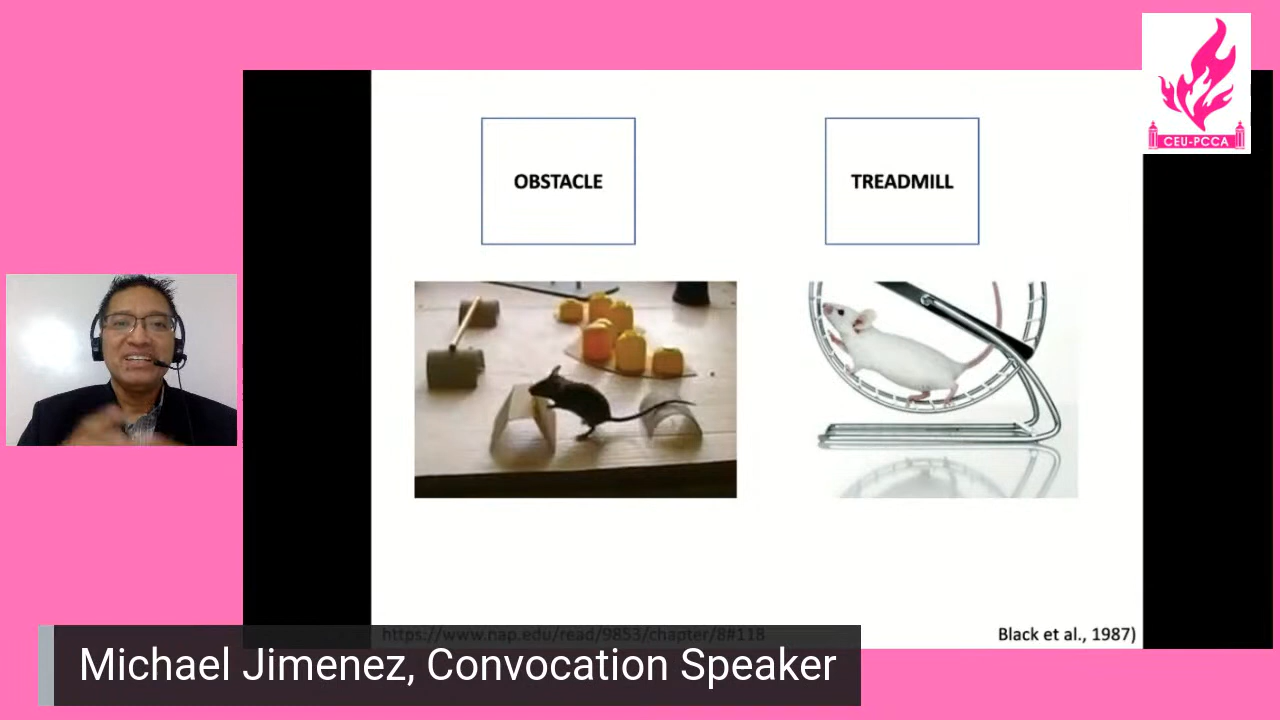 CEU-PCCA
OBSTACLE
TREADMILL
https://www.nap.edu/read/9853/chapter/8#118
Black et al., 1987)
Michael Jimenez, Convocation Speaker